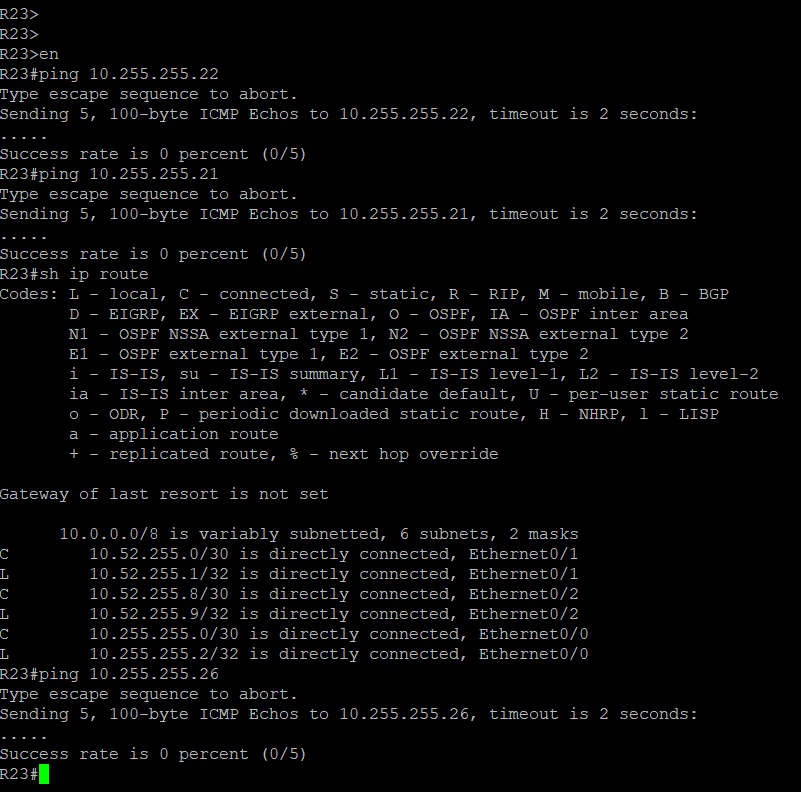 R23>
R23>
R23>en
R23#ping 10.255.255.22
Type escape sequence to abort.
Sending 5, 100-byte ICMP Echos to 10.255.255.22, timeout is 2 seconds:
.....
Success rate is 0 percent (0/5)
R23#ping 10.255.255.21
Type escape sequence to abort.
Sending 5, 100-byte ICMP Echos to 10.255.255.21, timeout is 2 seconds:
.....
Success rate is 0 percent (0/5)
R23#sh ip route
Codes: L - local, C - connected, S - static, R - RIP, M - mobile, B - BGP
       D - EIGRP, EX - EIGRP external, O - OSPF, IA - OSPF inter area
       N1 - OSPF NSSA external type 1, N2 - OSPF NSSA external type 2
       E1 - OSPF external type 1, E2 - OSPF external type 2
       i - IS-IS, su - IS-IS summary, L1 - IS-IS level-1, L2 - IS-IS level-2
       ia - IS-IS inter area, * - candidate default, U - per-user static route
       o - ODR, P - periodic downloaded static route, H - NHRP, l - LISP
       a - application route
       + - replicated route, % - next hop override
Gateway of last resort is not set
      10.0.0.0/8 is variably subnetted, 6 subnets, 2 masks
C        10.52.255.0/30 is directly connected, Ethernet0/1
L        10.52.255.1/32 is directly connected, Ethernet0/1
C        10.52.255.8/30 is directly connected, Ethernet0/2
L        10.52.255.9/32 is directly connected, Ethernet0/2
C        10.255.255.0/30 is directly connected, Ethernet0/0
L        10.255.255.2/32 is directly connected, Ethernet0/0
R23#ping 10.255.255.26
Type escape sequence to abort.
Sending 5, 100-byte ICMP Echos to 10.255.255.26, timeout is 2 seconds:
.....
Success rate is 0 percent (0/5)
R23#